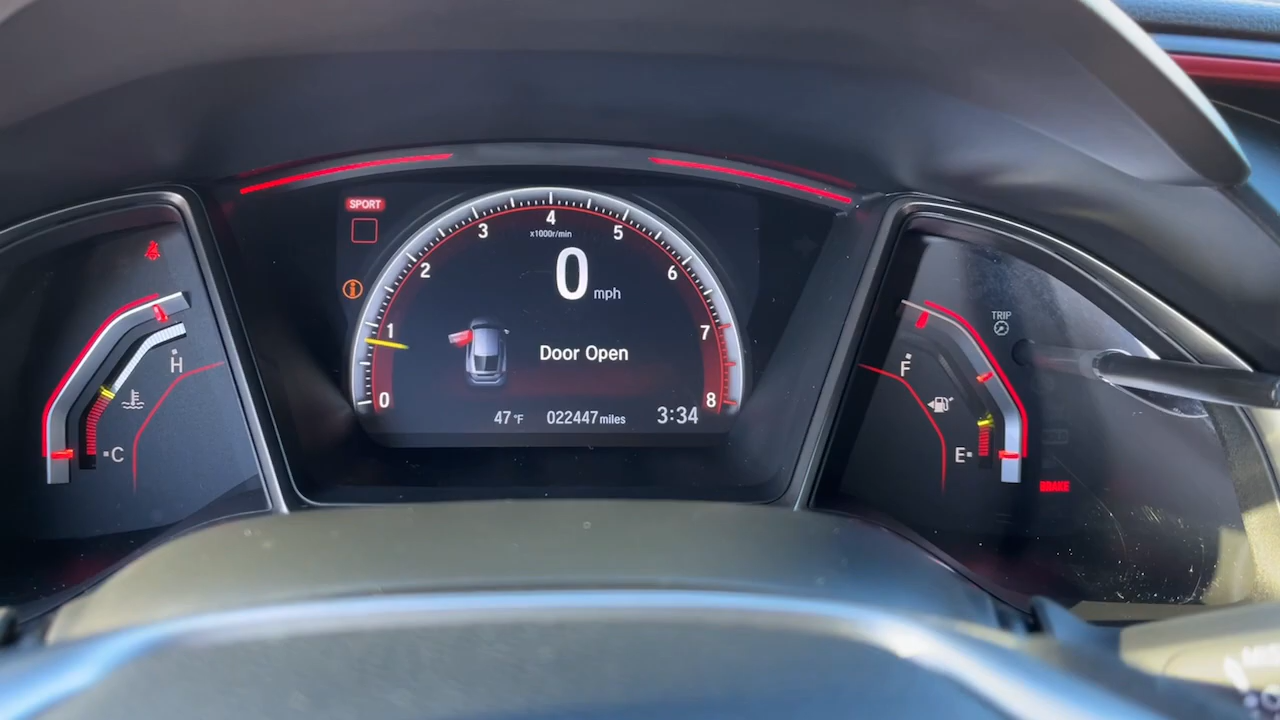 SPORT
4
3
5
x1000r/min
2
0 mph
6
1
7
Door Open
0
8
47 °F
022447 miles
3:34
H
C
TRIP
F
E
BRAKE